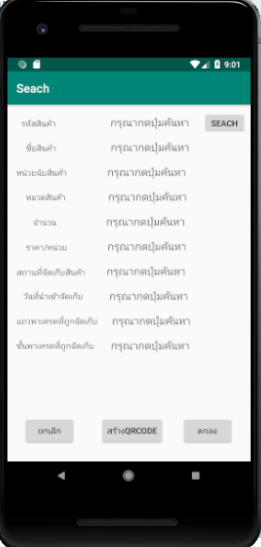 9:01
Seach
รหัสสินค้า กรุณากดปุ่มค้นหา SEACH
ชื่อสินค้า กรุณากดปุ่มค้นหา
หน่วยนับสินค้า กรุณากดปุ่มค้นหา
หมวดสินค้า กรุณากดปุ่มค้นหา
จำนวน กรุณากดปุ่มค้นหา
ราคา/หน่วย กรุณากดปุ่มค้นหา
สถานที่จัดเก็บสินค้า กรุณากดปุ่มค้นหา
วันที่นำเข้าจัดเก็บ กรุณากดปุ่มค้นหา
แถวพาเลรตที่ถูกจัดเก็บ กรุณากดปุ่มค้นหา
ชั้นพาเลรตที่ถูกจัดเก็บ กรุณากดปุ่มค้นหา
ยกเลิก สร้างQRCODE ตกลง